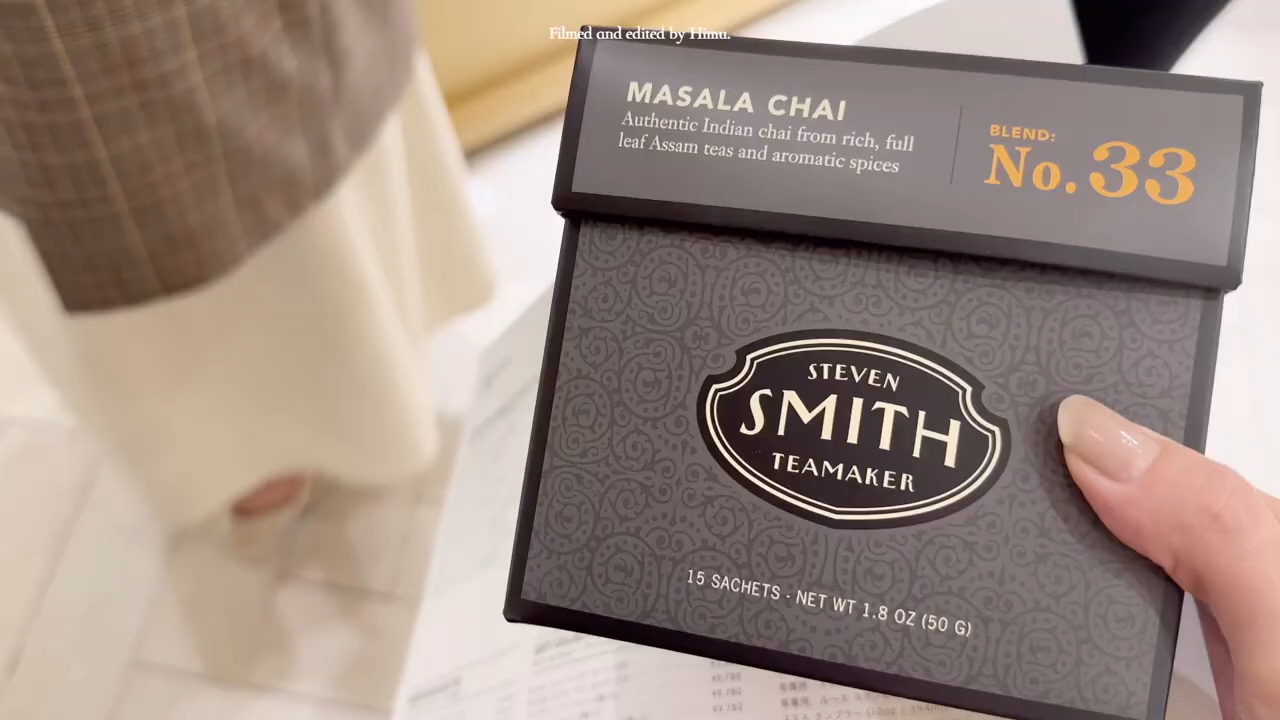 Filmed and edited by Himu.
MASALA CHAI
Authentic Indian chai from rich, full
leaf Assam teas and aromatic spices
BLEND:
No. 33
STEVEN
SMITH
TEAMAKER
15 SACHETS - NET WT 1.8 OZ (50 G)